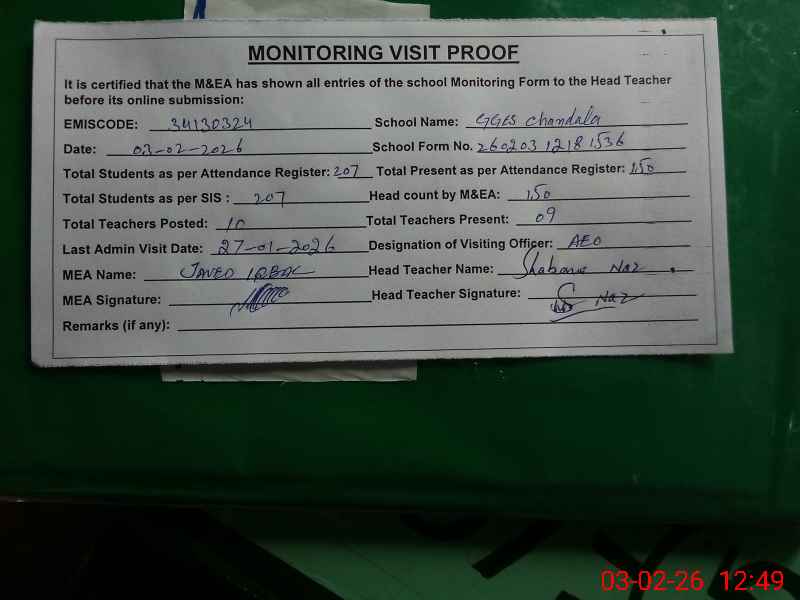 MONITORING VISIT PROOF
It is certified that the M&EA has shown all entries of the school Monitoring Form to the Head Teacher
before its online submission:
EMISCODE: 34130324 School Name: GGES Chandala
Date: 03-02-2026 School Form No. 260203 1218 1536
Total Students as per Attendance Register: 207 Total Present as per Attendance Register: 150
Total Students as per SIS : 207 Head count by M&EA: 150
Total Teachers Posted: 10 Total Teachers Present: 09
Last Admin Visit Date: 27-01-2026 Designation of Visiting Officer: AEO
MEA Name: JAVED IQBAL Head Teacher Name: Shabana Naz
MEA Signature: Head Teacher Signature: Naz
Remarks (if any):
03-02-26 12:49